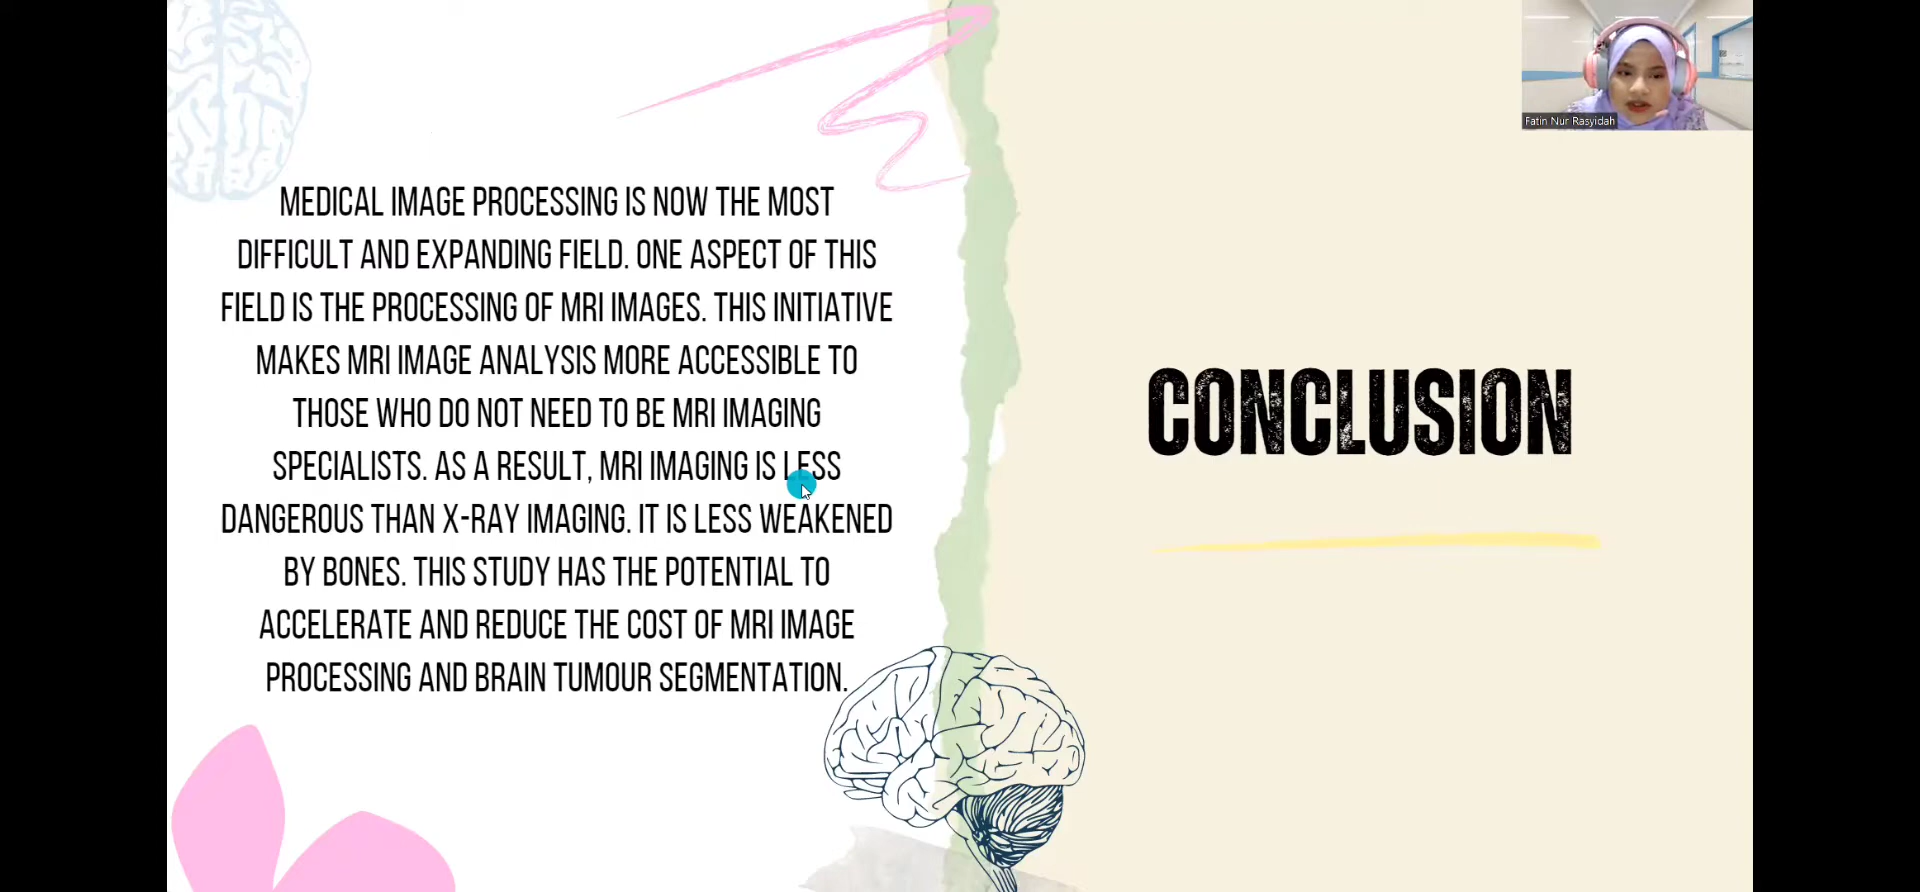 MEDICAL IMAGE PROCESSING IS NOW THE MOST
DIFFICULT AND EXPANDING FIELD. ONE ASPECT OF THIS
FIELD IS THE PROCESSING OF MRI IMAGES. THIS INITIATIVE
MAKES MRI IMAGE ANALYSIS MORE ACCESSIBLE TO
THOSE WHO DO NOT NEED TO BE MRI IMAGING
SPECIALISTS. AS A RESULT, MRI IMAGING IS LESS
DANGEROUS THAN X-RAY IMAGING. IT IS LESS WEAKENED
BY BONES. THIS STUDY HAS THE POTENTIAL TO
ACCELERATE AND REDUCE THE COST OF MRI IMAGE
PROCESSING AND BRAIN TUMOUR SEGMENTATION.
CONCLUSION
Fatin Nur Rasyidah